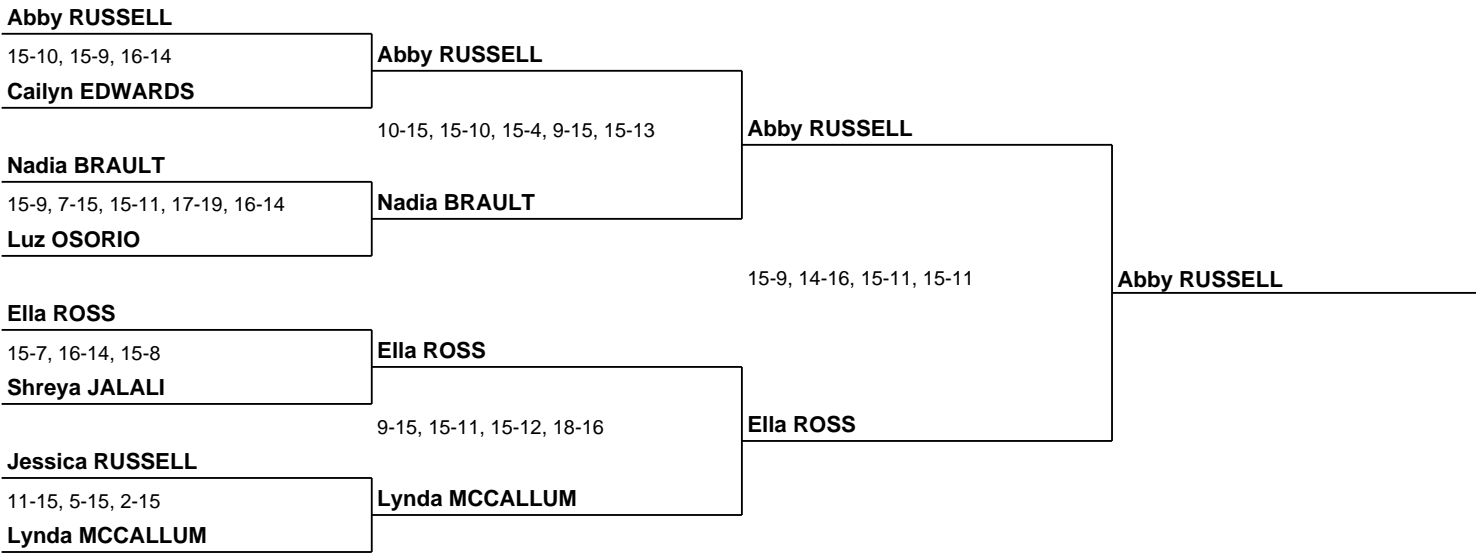 Abby RUSSELL
15-10, 15-9, 16-14
Cailyn EDWARDS
Nadia BRAULT
15-9, 7-15, 15-11, 17-19, 16-14
Luz OSORIO
Ella ROSS
15-7, 16-14, 15-8
Shreya JALALI
Jessica RUSSELL
11-15, 5-15, 2-15
Lynda MCCALLUM
Abby RUSSELL
10-15, 15-10, 15-4, 9-15, 15-13
Nadia BRAULT
Ella ROSS
9-15, 15-11, 15-12, 18-16
Lynda MCCALLUM
Abby RUSSELL
15-9, 14-16, 15-11, 15-11
Ella ROSS
Abby RUSSELL